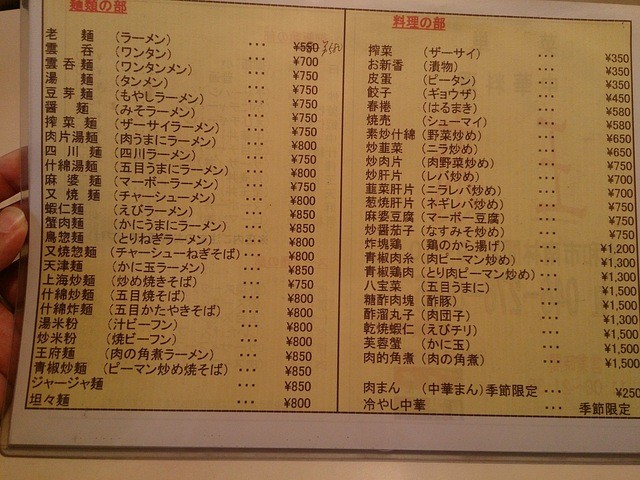 麺類の部
老麺 (ラーメン) ··· ¥550
雲呑 (ワンタン) ··· ¥700
雲呑麺 (ワンタンメン) ··· ¥750
湯麺 (タンメン) ··· ¥750
豆芽麺 (もやしラーメン) ··· ¥750
醤麺 (みそラーメン) ··· ¥750
搾菜麺 (ザーサイラーメン) ··· ¥750
肉片湯麺 (肉うまにラーメン) ··· ¥800
四川麺 (四川ラーメン) ··· ¥750
什綿湯麺 (五目うまにラーメン) ··· ¥800
麻婆麺 (マーボーラーメン) ··· ¥750
又焼麺 (チャーシューメン) ··· ¥800
蝦仁麺 (えびラーメン) ··· ¥850
蟹肉麺 (かにうまにラーメン) ··· ¥850
鳥惣麺 (とりねぎラーメン) ··· ¥800
又焼惣麺 (チャーシューねぎそば) ··· ¥800
天津麺 (かに玉ラーメン) ··· ¥850
上海炒麺 (炒め焼きそば) ··· ¥750
什綿炒麺 (五目焼そば) ··· ¥800
什綿炸麺 (五目かたやきそば) ··· ¥800
湯米粉 (汁ビーフン) ··· ¥800
炒米粉 (焼ビーフン) ··· ¥800
王府麺 (肉の角煮ラーメン) ··· ¥850
青椒炒麺 (ピーマン炒め焼そば) ··· ¥850
ジャージャ麺 ··· ¥850
坦々麺 ··· ¥800
料理の部
搾菜 (ザーサイ) ··· ¥350
お新香 (漬物) ··· ¥350
皮蛋 (ピータン) ··· ¥350
餃子 (ギョウザ) ··· ¥450
春捲 (はるまき) ··· ¥580
焼売 (シューマイ) ··· ¥580
素炒什綿 (野菜炒め) ··· ¥650
炒韮菜 (ニラ炒め) ··· ¥650
炒肉片 (肉野菜炒め) ··· ¥750
炒肝片 (レバ炒め) ··· ¥700
韮菜肝片 (ニラレバ炒め) ··· ¥700
葱焼肝片 (ネギレバ炒め) ··· ¥750
麻婆豆腐 (マーボー豆腐) ··· ¥750
炒醤茄子 (なすみそ炒め) ··· ¥750
炸塊鶏 (鶏のから揚げ) ··· ¥1,200
青椒肉糸 (肉ピーマン炒め) ··· ¥1,300
青椒鶏肉 (とり肉ピーマン炒め) ··· ¥1,300
八宝菜 (五目うまに) ··· ¥1,500
糖酢肉塊 (酢豚) ··· ¥1,500
酢溜丸子 (肉団子) ··· ¥1,300
乾焼蝦仁 (えびチリ) ··· ¥1,500
芙蓉蟹 (かに玉) ··· ¥1,500
肉的角煮 (肉の角煮) ··· ¥1,500
肉まん (中華まん) 季節限定 ··· ¥250
冷やし中華 ··· 季節限定